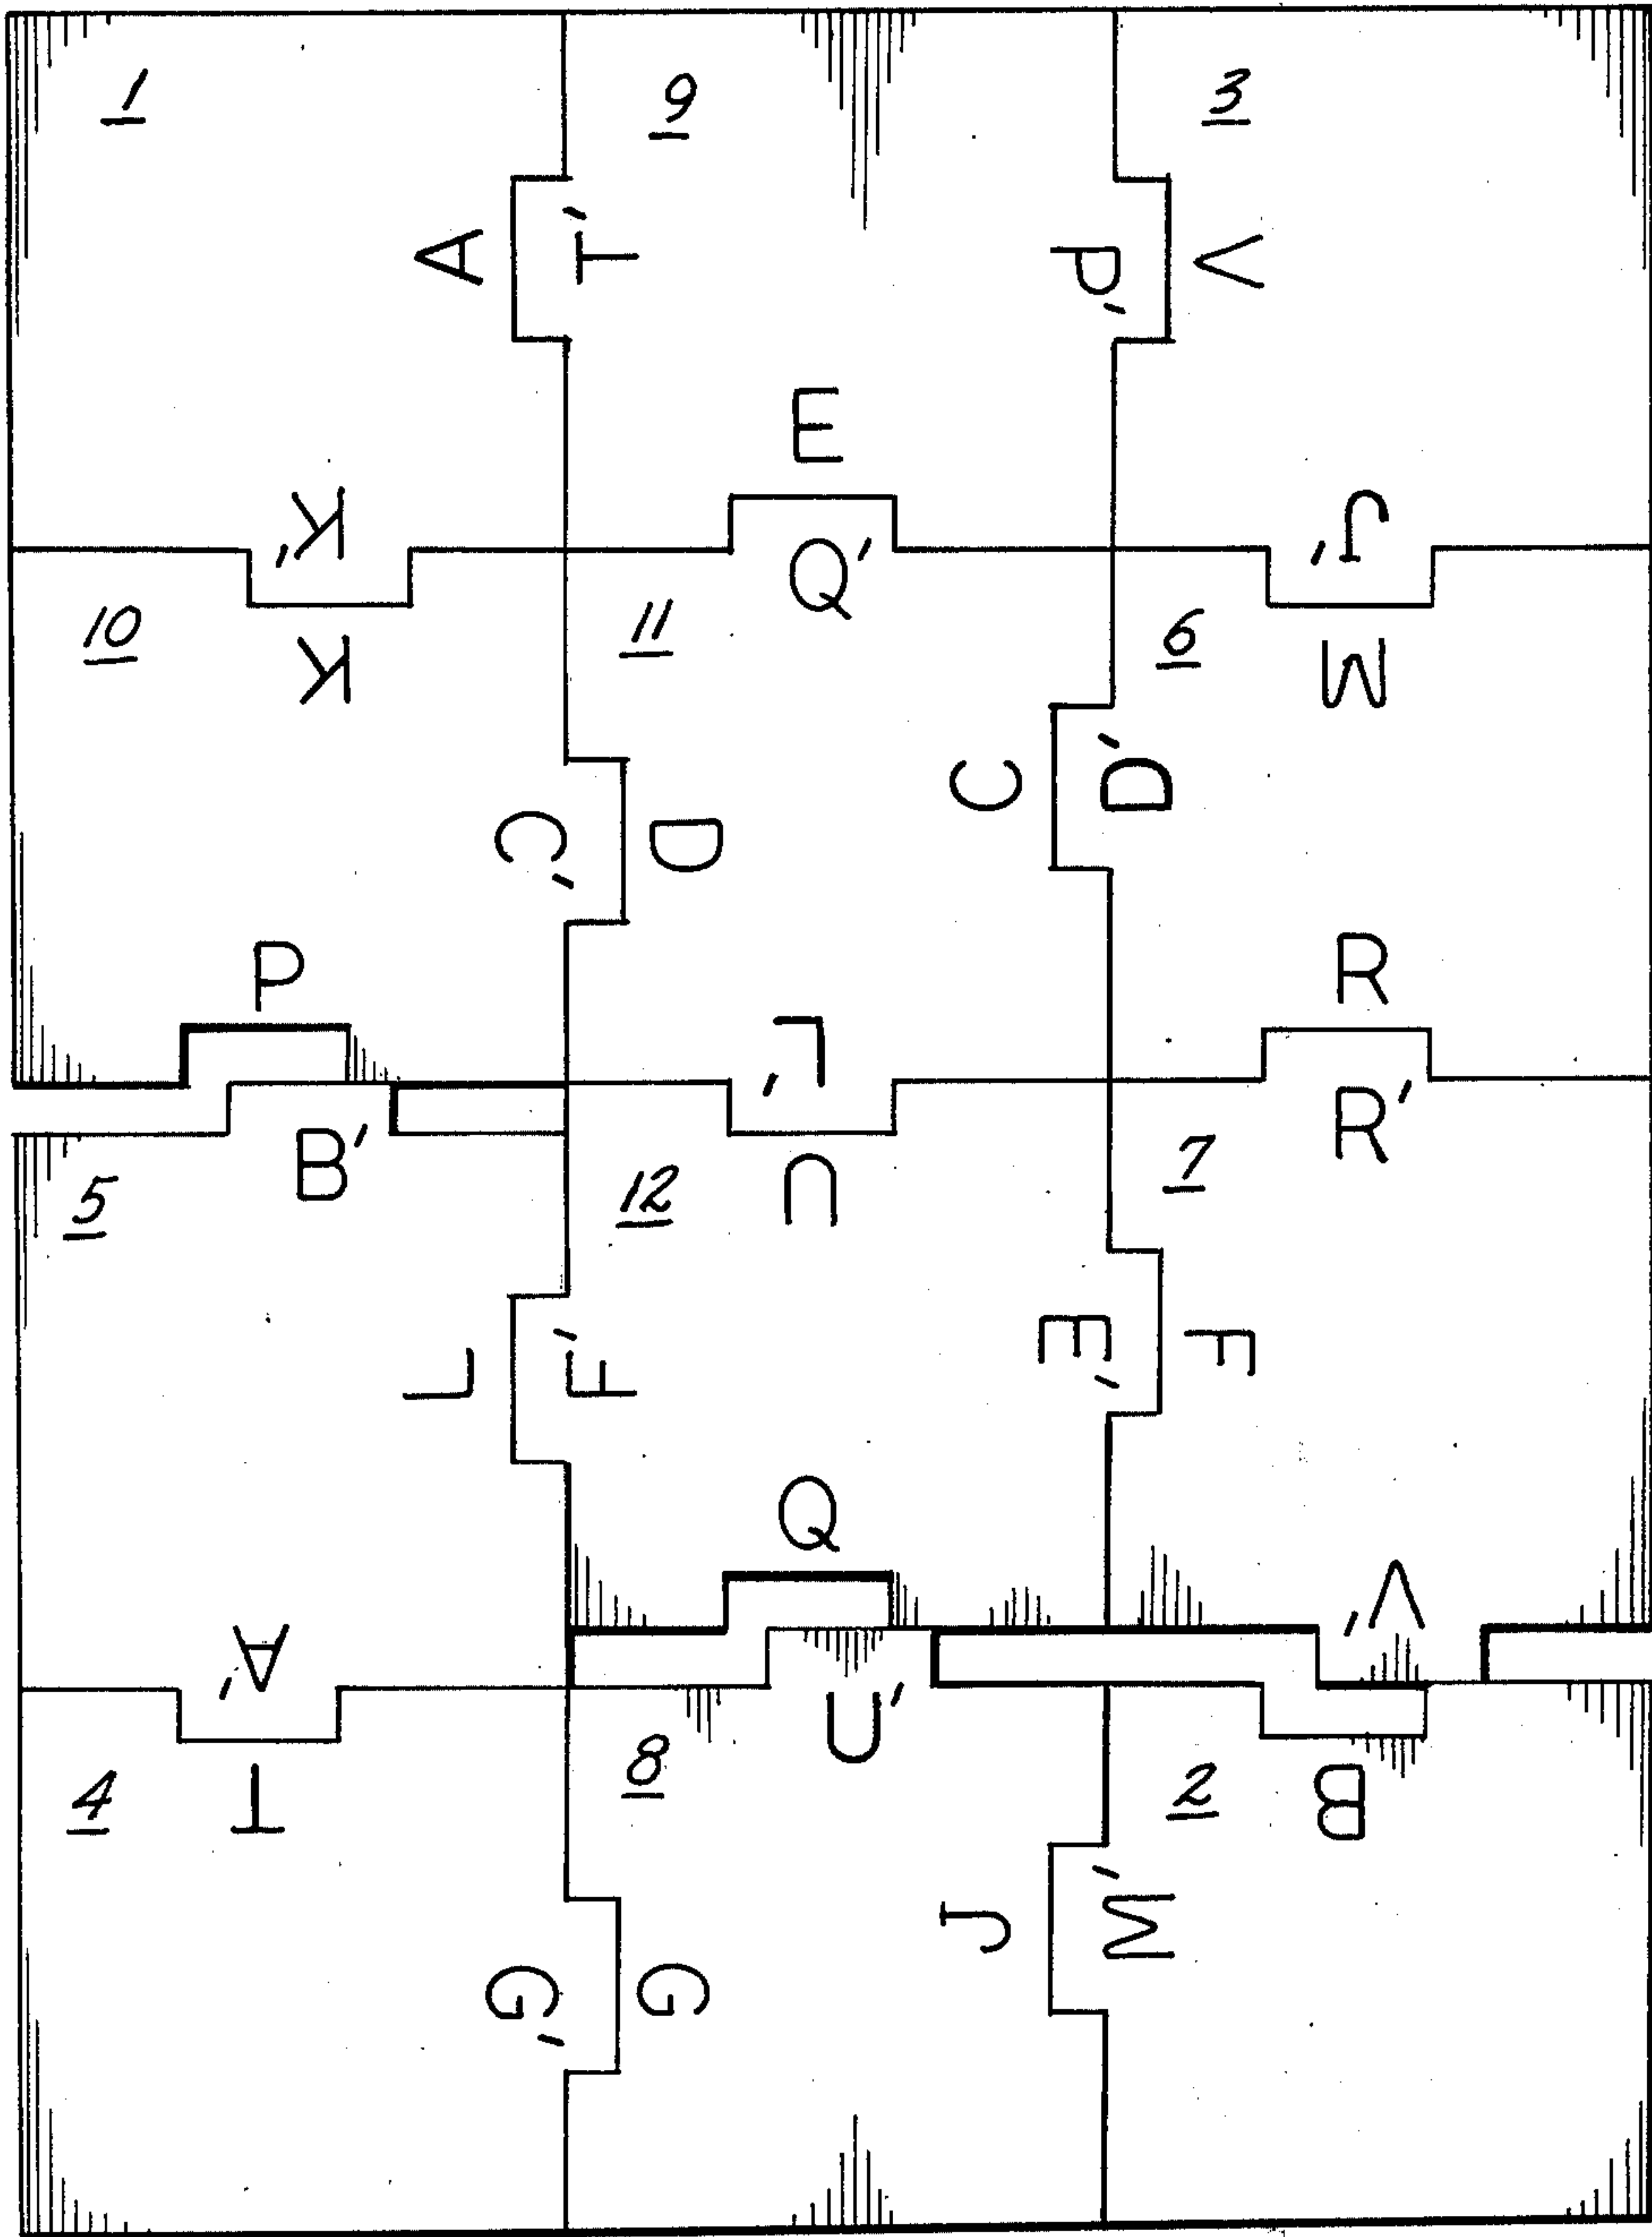 1 9 3
A T' P' V
E
K' J'
Q'
10 11 6
K M
C' D C D'
P R
L'
R'
B' 12 U 7
5
L F' E' F
Q
A' V'
U'
4 T 8 2 B
J M'
G' G